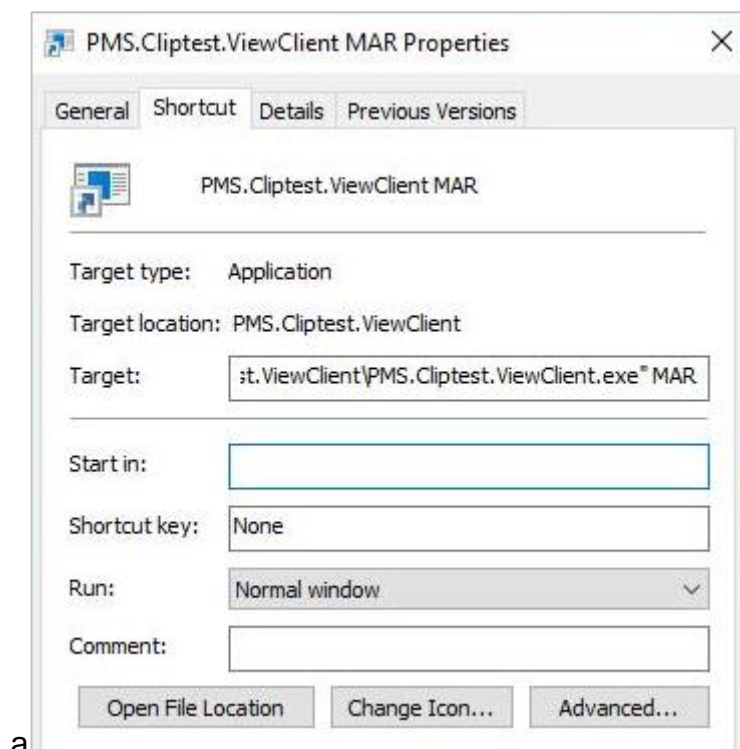 PMS.Cliptest.ViewClient MAR Properties
General Shortcut Details Previous Versions
PMS.Cliptest.ViewClient MAR
Target type: Application
Target location: PMS.Cliptest.ViewClient
Target: st.ViewClient\PMS.Cliptest.ViewClient.exe" MAR
Start in:
Shortcut key: None
Run: Normal window
Comment:
Open File Location Change Icon... Advanced...
a